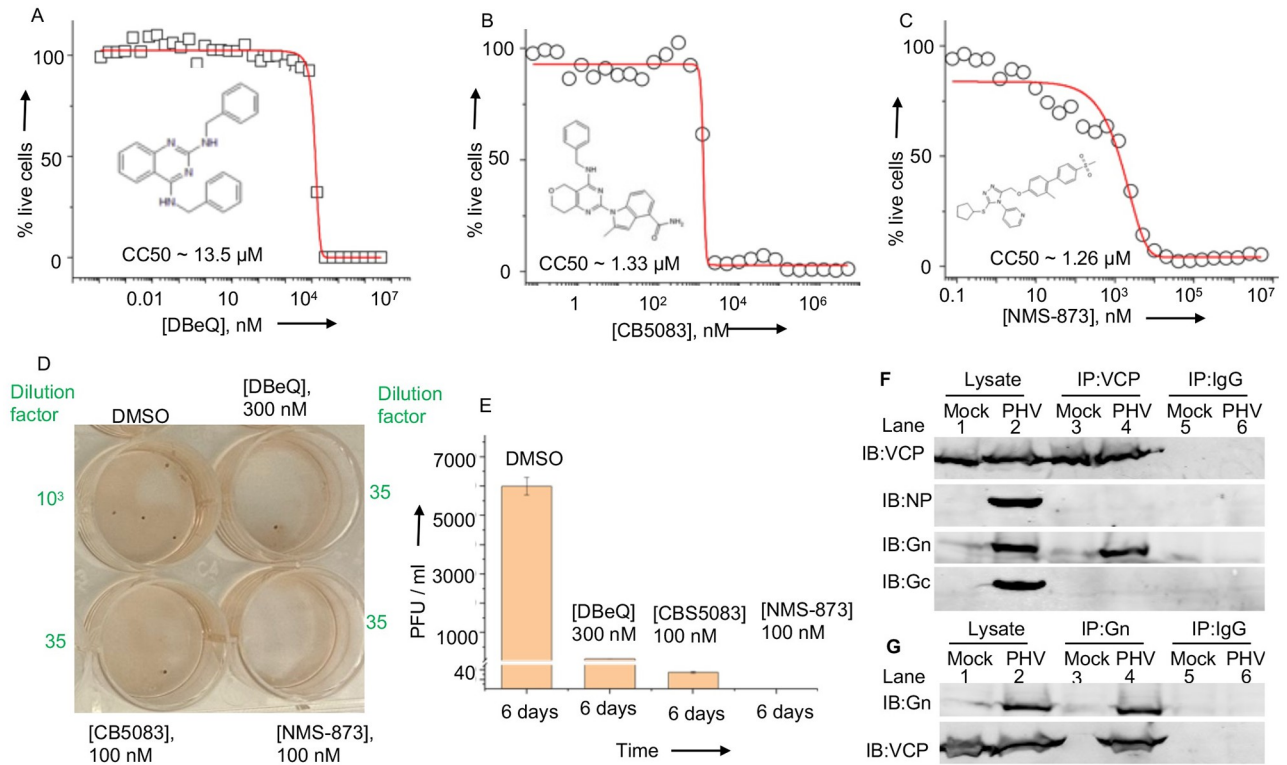 A
100
50
0
% live cells
N
NH
N
HN
CC50 ~ 13.5 µM
0.01
10
10⁴
10⁷
[DBeQ], nM
B
100
50
0
% live cells
NH
O
N
N
N
NH₂
O
CC50 ~ 1.33 µM
1
10²
10⁴
10⁶
[CB5083], nM
C
100
50
0
% live cells
N
N
N
S
N
O
O
S
O
CC50 ~ 1.26 µM
0.1
10
10³
10⁵
10⁷
[NMS-873], nM
D
Dilution
factor
DMSO
[DBeQ],
300 nM
Dilution
factor
10³
35
35
35
[CB5083],
100 nM
[NMS-873],
100 nM
E
7000
5000
3000
1000
40
PFU / ml
DMSO
[DBeQ]
300 nM
[CBS5083]
100 nM
[NMS-873]
100 nM
6 days
6 days
6 days
6 days
Time
F
Lysate
IP:VCP
IP:IgG
Mock PHV Mock PHV Mock PHV
Lane 1 2 3 4 5 6
IB:VCP
IB:NP
IB:Gn
IB:Gc
G
Lysate
IP:Gn
IP:IgG
Mock PHV Mock PHV Mock PHV
Lane 1 2 3 4 5 6
IB:Gn
IB:VCP